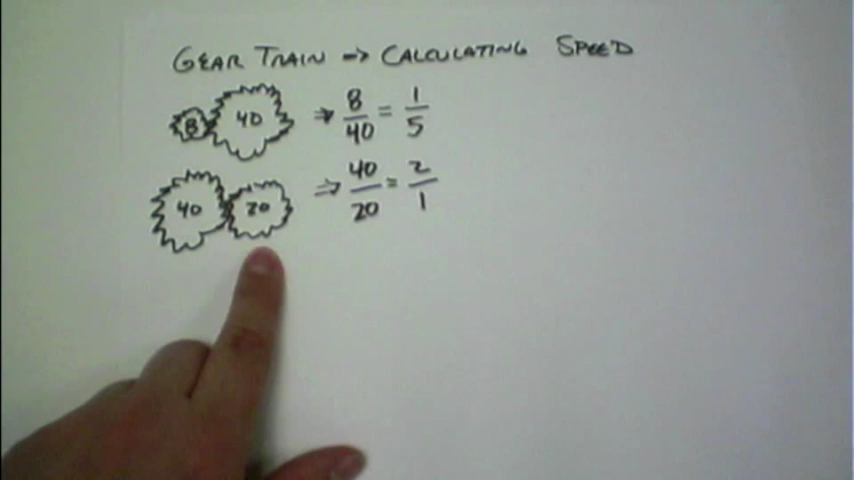 GEAR TRAIN → CALCULATING SPEED
8 40 ⇒ 8/40 = 1/5
40 20 ⇒ 40/20 = 2/1